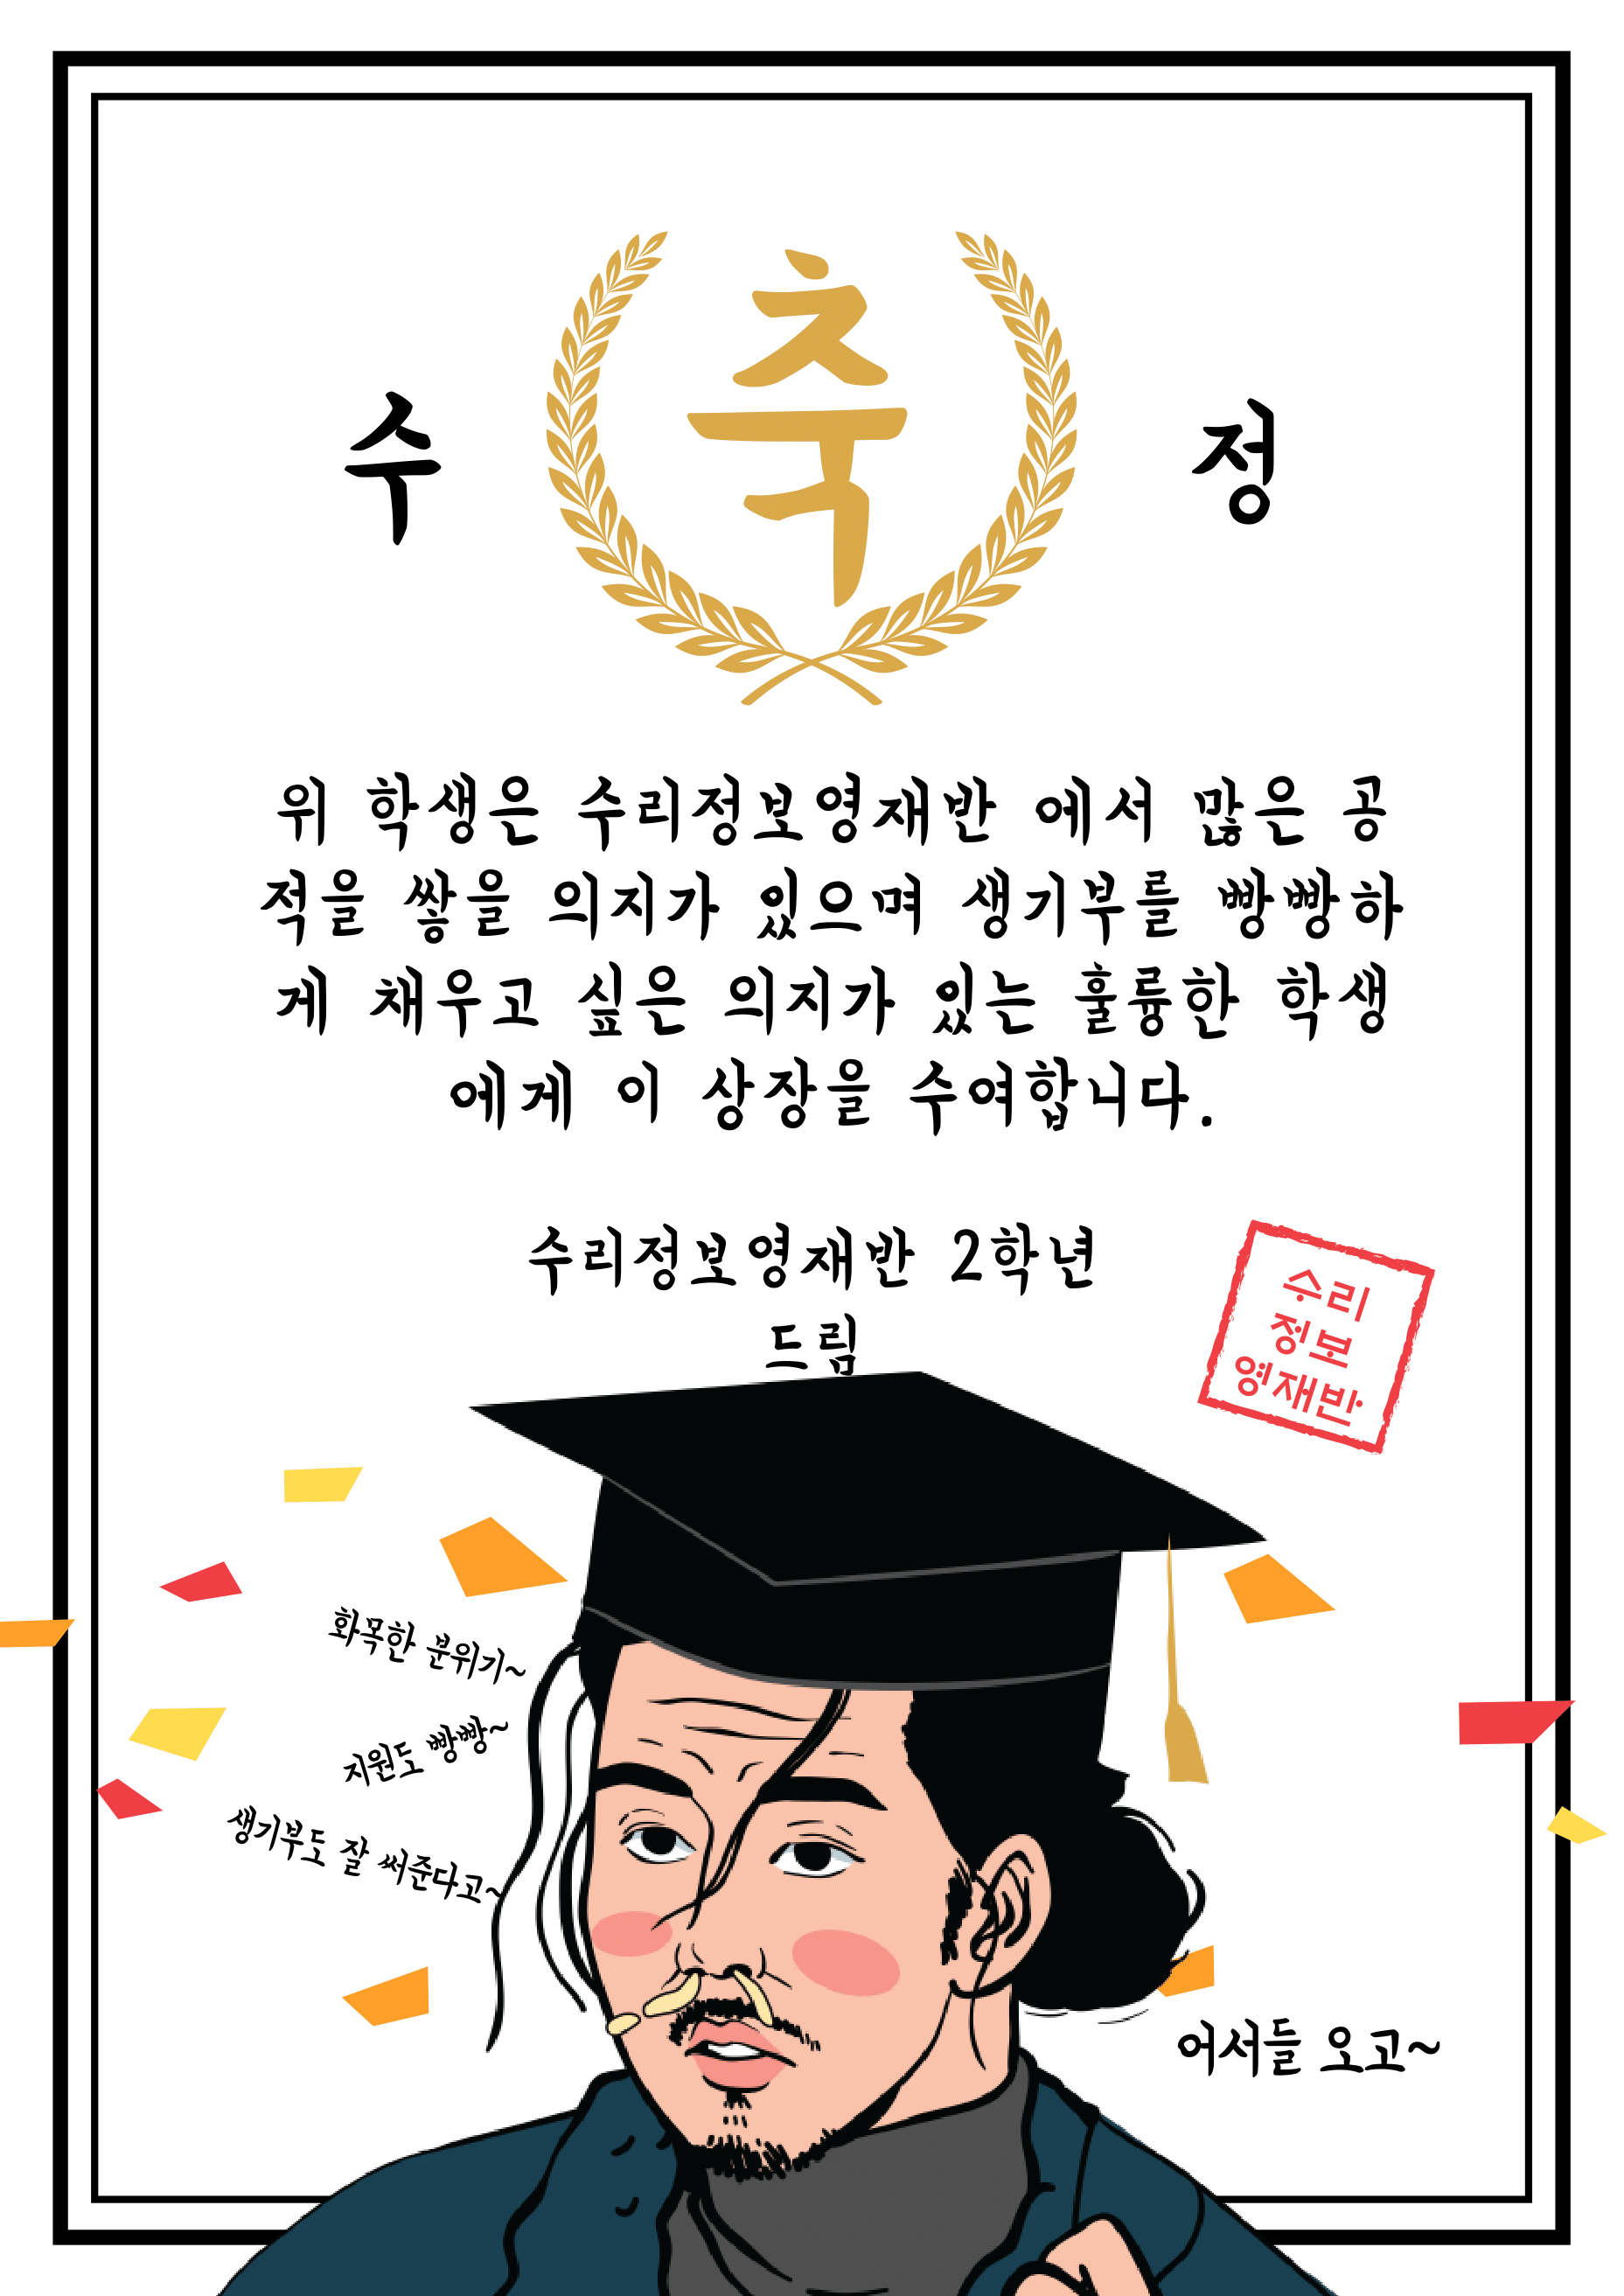 수 축 정
위 학생은 수리정보영재반 에서 많은 공
적을 쌓을 의지가 있으며 생기부를 빵빵하
게 채우고 싶은 의지가 있는 훌륭한 학생
에게 이 상장을 수여합니다.
수리정보영재반 2학년
드림
수리
정보
영재반
화목한 분위기~
지원도 빵빵~
생기부도 잘 써준다고~
어서들 오고~